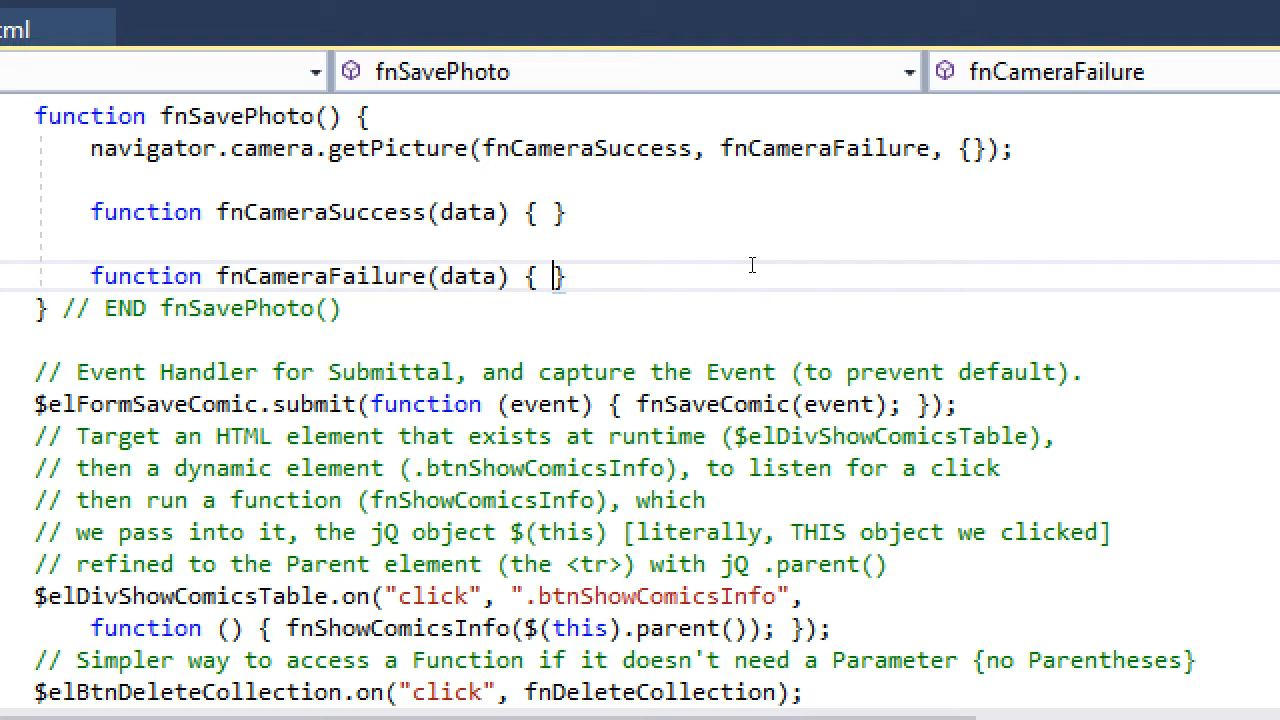 tml
fnSavePhoto fnCameraFailure
function fnSavePhoto() {
navigator.camera.getPicture(fnCameraSuccess, fnCameraFailure, {});
function fnCameraSuccess(data) { }
function fnCameraFailure(data) { }
} // END fnSavePhoto()
// Event Handler for Submittal, and capture the Event (to prevent default).
$elFormSaveComic.submit(function (event) { fnSaveComic(event); });
// Target an HTML element that exists at runtime ($elDivShowComicsTable),
// then a dynamic element (.btnShowComicsInfo), to listen for a click
// then run a function (fnShowComicsInfo), which
// we pass into it, the jQ object $(this) [literally, THIS object we clicked]
// refined to the Parent element (the <tr>) with jQ .parent()
$elDivShowComicsTable.on("click", ".btnShowComicsInfo",
function () { fnShowComicsInfo($(this).parent()); });
// Simpler way to access a Function if it doesn't need a Parameter {no Parentheses}
$elBtnDeleteCollection.on("click", fnDeleteCollection);